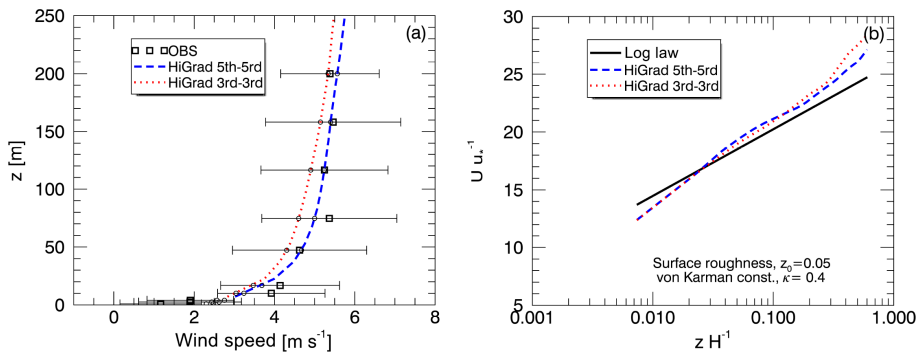 (a)
OBS
HiGrad 5th-5rd
HiGrad 3rd-3rd
250
200
150
100
50
0
z [m]
0 2 4 6 8
Wind speed [m s⁻¹]
(b)
Log law
HiGrad 5th-5rd
HiGrad 3rd-3rd
30
25
20
15
10
5
U u*⁻¹
Surface roughness, z₀=0.05
von Karman const., κ= 0.4
0.001 0.010 0.100 1.000
z H⁻¹